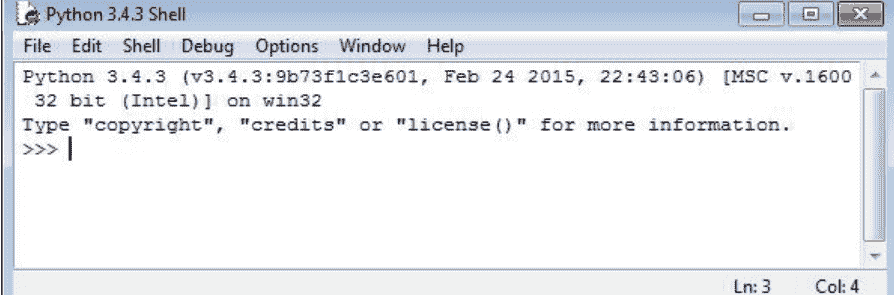 Python 3.4.3 Shell
File Edit Shell Debug Options Window Help
Python 3.4.3 (v3.4.3:9b73f1c3e601, Feb 24 2015, 22:43:06) [MSC v.1600
32 bit (Intel)] on win32
Type "copyright", "credits" or "license()" for more information.
>>>
Ln: 3 Col: 4